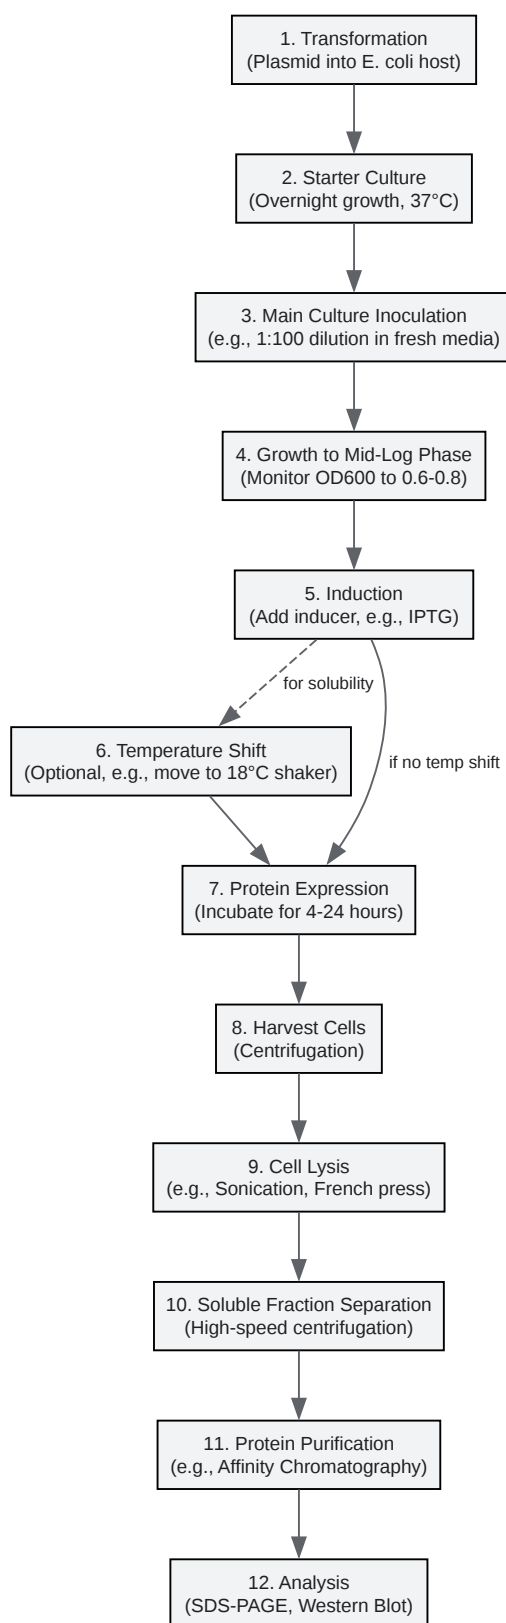 1. Transformation
(Plasmid into E. coli host)
2. Starter Culture
(Overnight growth, 37°C)
3. Main Culture Inoculation
(e.g., 1:100 dilution in fresh media)
4. Growth to Mid-Log Phase
(Monitor OD600 to 0.6-0.8)
5. Induction
(Add inducer, e.g., IPTG)
for solubility
6. Temperature Shift
(Optional, e.g., move to 18°C shaker)
if no temp shift
7. Protein Expression
(Incubate for 4-24 hours)
8. Harvest Cells
(Centrifugation)
9. Cell Lysis
(e.g., Sonication, French press)
10. Soluble Fraction Separation
(High-speed centrifugation)
11. Protein Purification
(e.g., Affinity Chromatography)
12. Analysis
(SDS-PAGE, Western Blot)